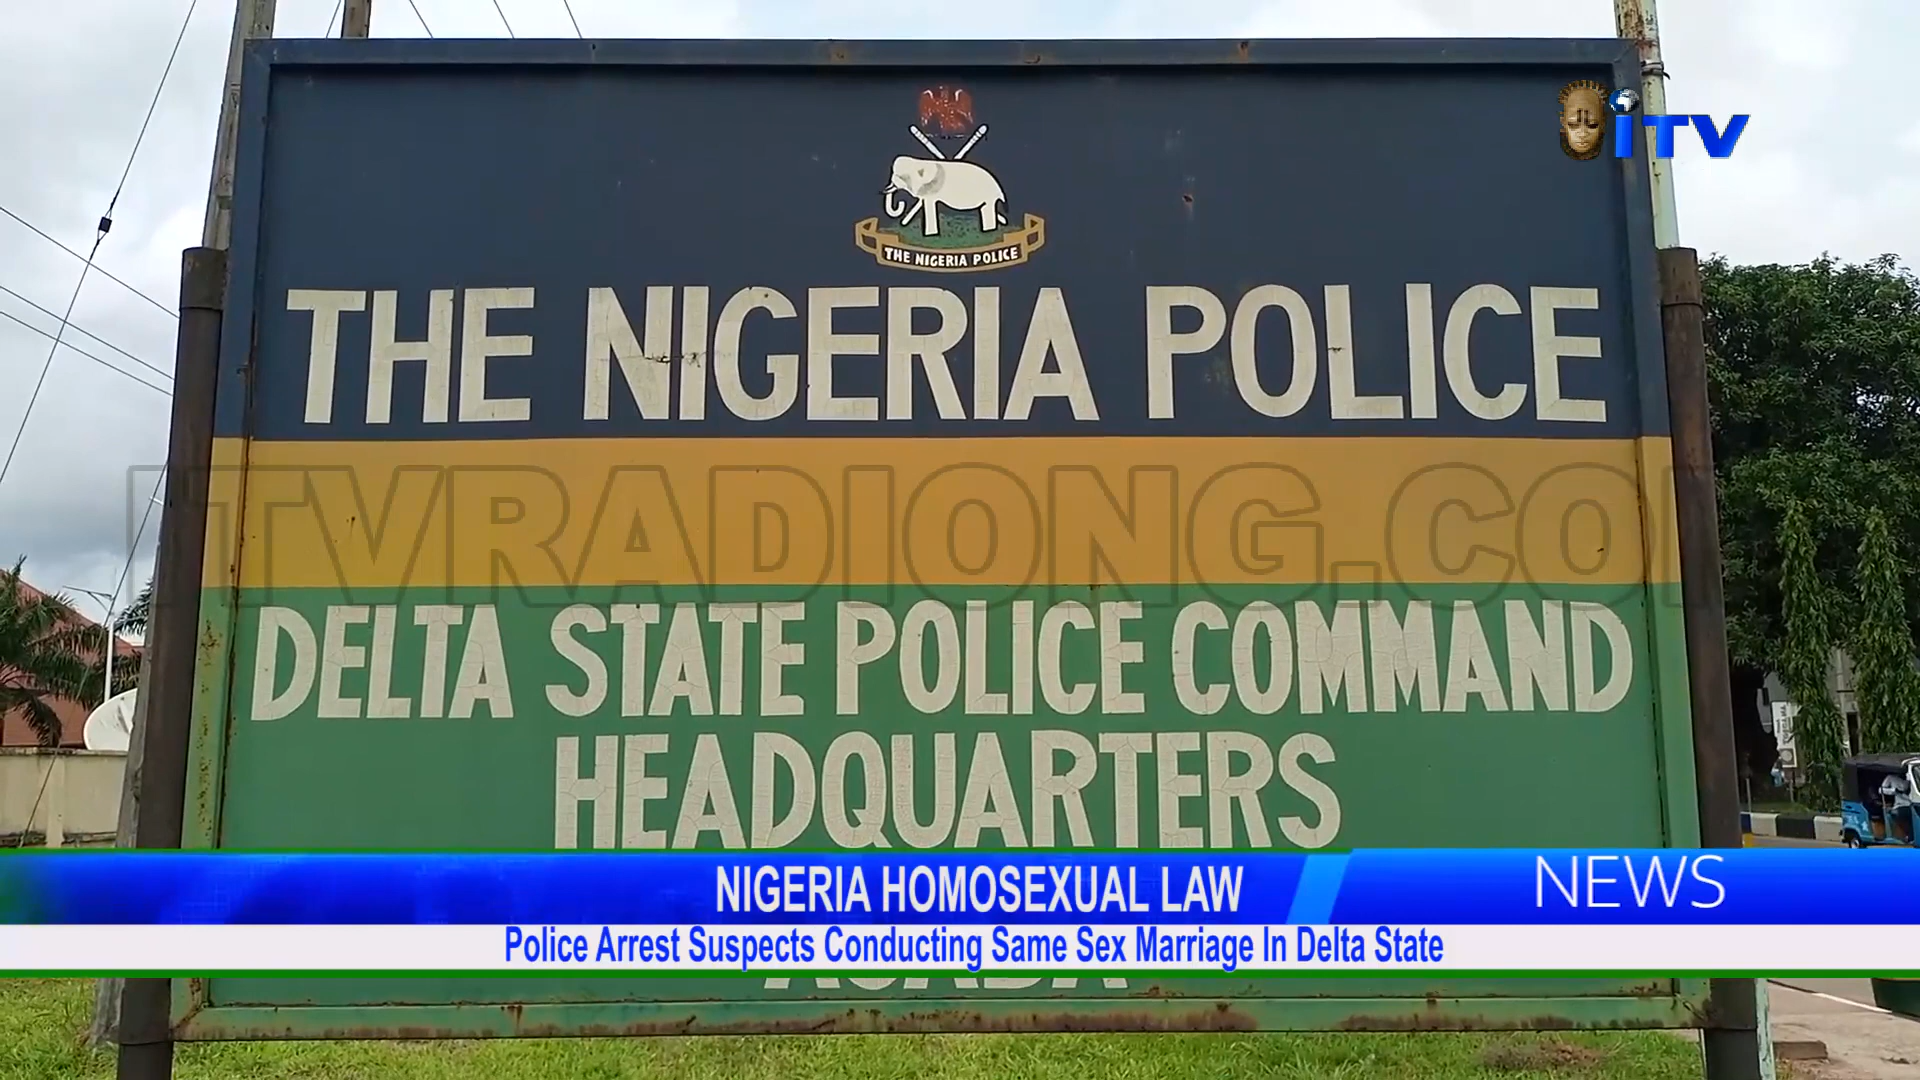 iTV
THE NIGERIA POLICE
THE NIGERIA POLICE
ITVRADIONG.CO
DELTA STATE POLICE COMMAND
HEADQUARTERS
NIGERIA HOMOSEXUAL LAW
NEWS
Police Arrest Suspects Conducting Same Sex Marriage In Delta State